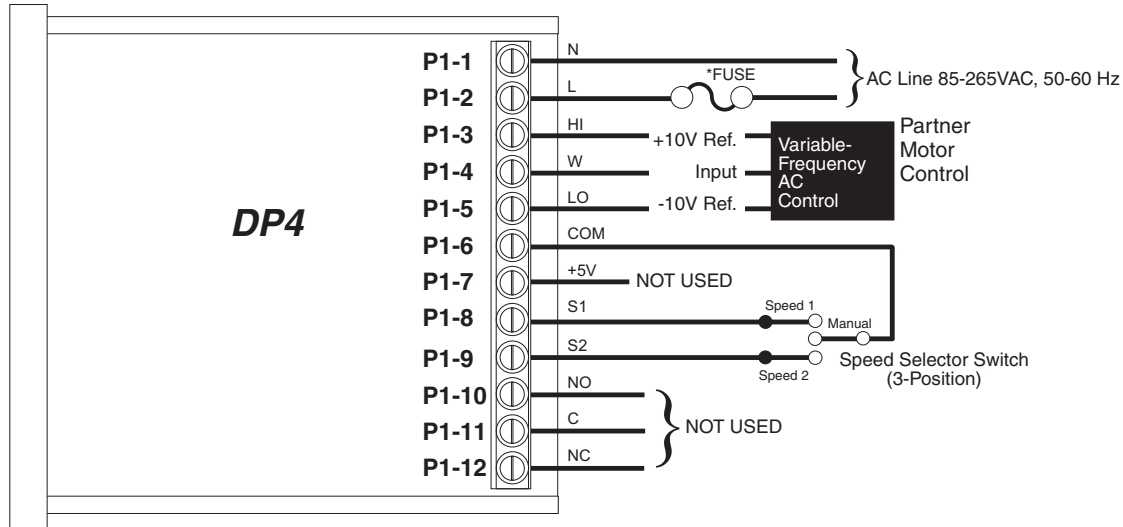 DP4
P1-1 N
P1-2 L *FUSE
AC Line 85-265VAC, 50-60 Hz
P1-3 HI +10V Ref.
P1-4 W Input
P1-5 LO -10V Ref.
Variable-
Frequency
AC
Control
Partner
Motor
Control
P1-6 COM
P1-7 +5V NOT USED
P1-8 S1 Speed 1
Manual
P1-9 S2 Speed 2
Speed Selector Switch
(3-Position)
P1-10 NO
P1-11 C NOT USED
P1-12 NC